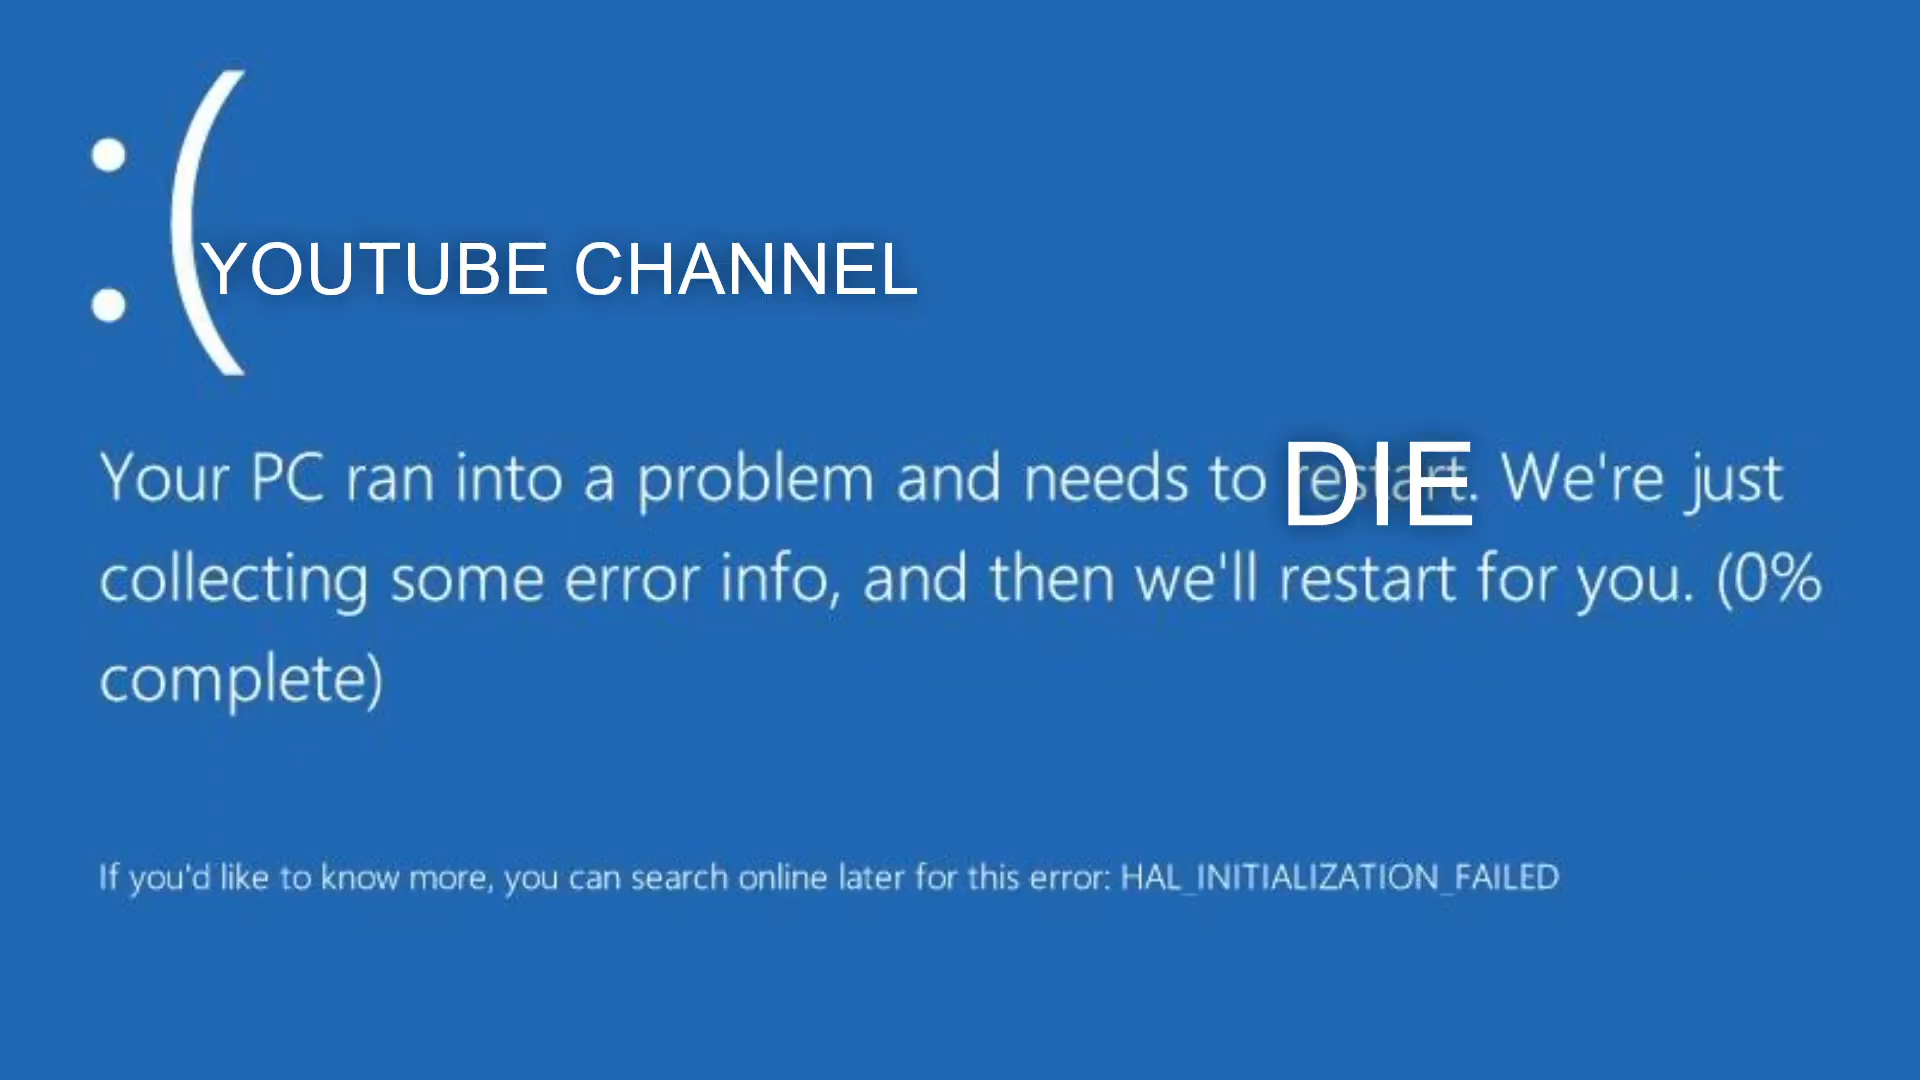 :(
YOUTUBE CHANNEL
Your PC ran into a problem and needs to DIE restart. We're just
collecting some error info, and then we'll restart for you. (0%
complete)
If you'd like to know more, you can search online later for this error: HAL_INITIALIZATION_FAILED